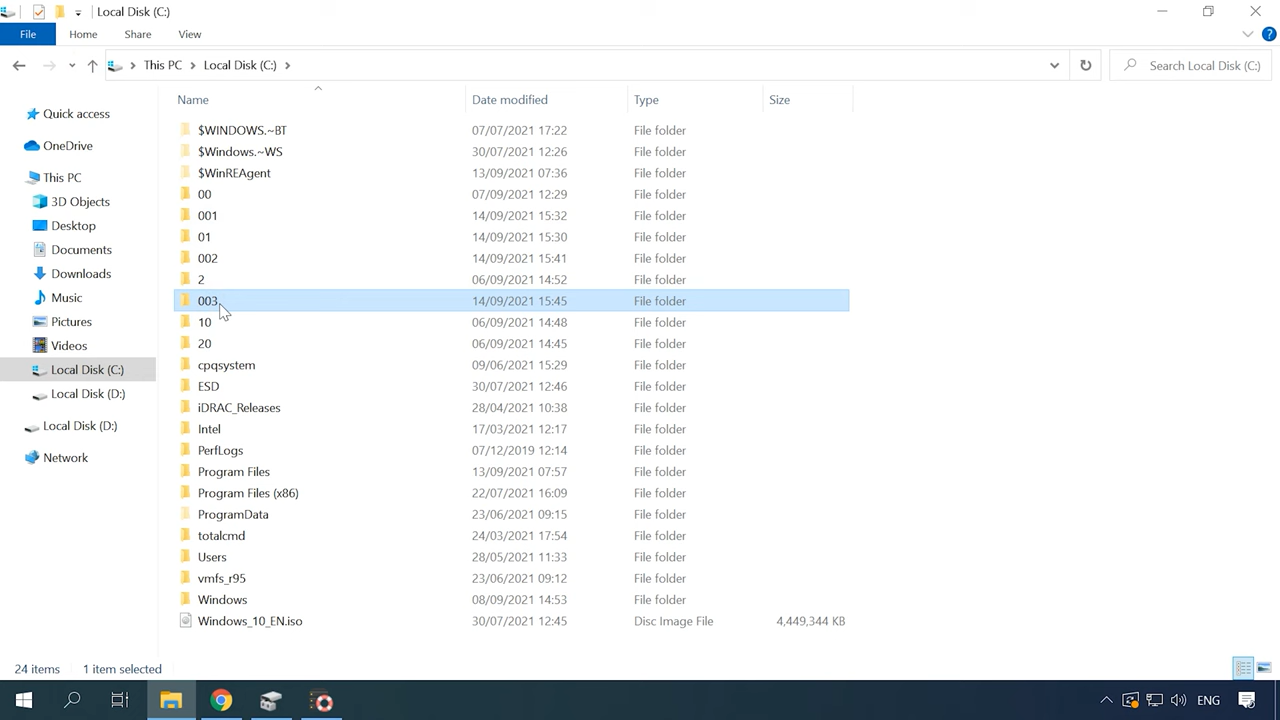 Local Disk (C:)
File Home Share View
This PC Local Disk (C:) Search Local Disk (C:)
Name Date modified Type Size
Quick access
OneDrive
This PC
3D Objects
Desktop
Documents
Downloads
Music
Pictures
Videos
Local Disk (C:)
Local Disk (D:)
Local Disk (D:)
Network
$WINDOWS.~BT 07/07/2021 17:22 File folder
$Windows.~WS 30/07/2021 12:26 File folder
$WinREAgent 13/09/2021 07:36 File folder
00 07/09/2021 12:29 File folder
001 14/09/2021 15:32 File folder
01 14/09/2021 15:30 File folder
002 14/09/2021 15:41 File folder
2 06/09/2021 14:52 File folder
003 14/09/2021 15:45 File folder
10 06/09/2021 14:48 File folder
20 06/09/2021 14:45 File folder
cpqsystem 09/06/2021 15:29 File folder
ESD 30/07/2021 12:46 File folder
iDRAC_Releases 28/04/2021 10:38 File folder
Intel 17/03/2021 12:17 File folder
PerfLogs 07/12/2019 12:14 File folder
Program Files 13/09/2021 07:57 File folder
Program Files (x86) 22/07/2021 16:09 File folder
ProgramData 23/06/2021 09:15 File folder
totalcmd 24/03/2021 17:54 File folder
Users 28/05/2021 11:33 File folder
vmfs_r95 23/06/2021 09:12 File folder
Windows 08/09/2021 14:53 File folder
Windows_10_EN.iso 30/07/2021 12:45 Disc Image File 4,449,344 KB
24 items 1 item selected
ENG